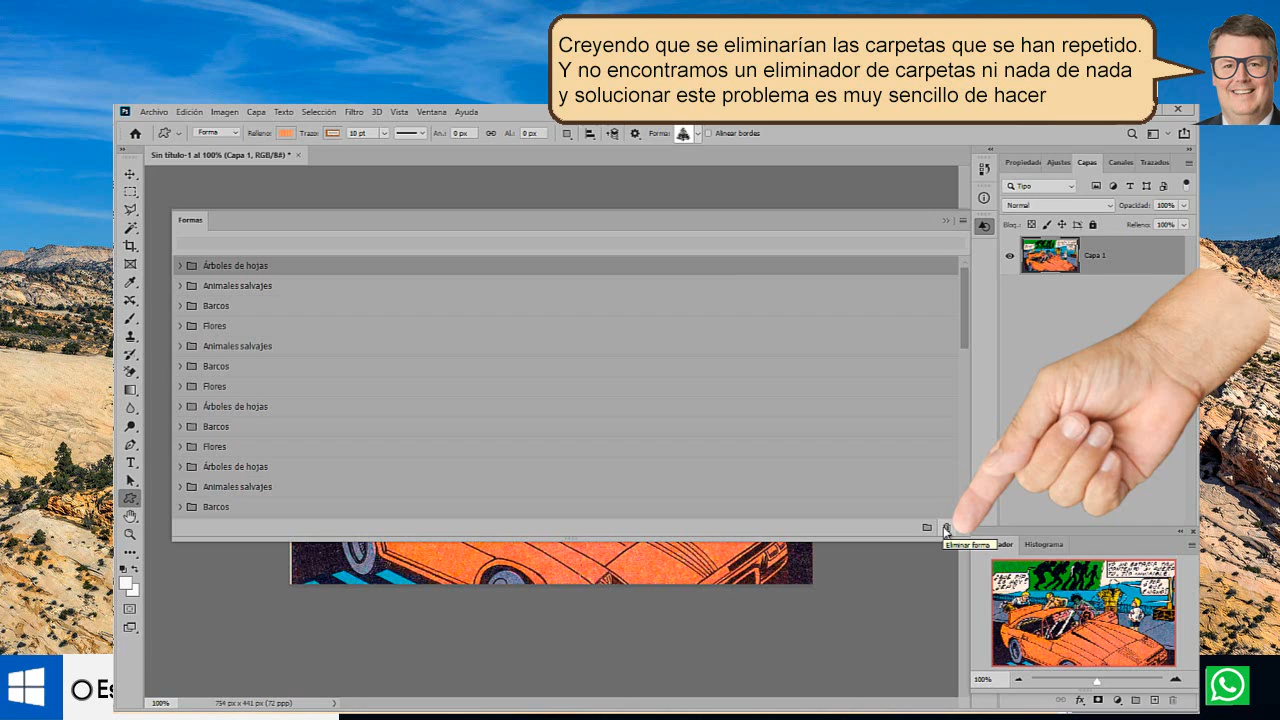 Creyendo que se eliminarían las carpetas que se han repetido.
Y no encontramos un eliminador de carpetas ni nada de nada
y solucionar este problema es muy sencillo de hacer
Archivo Edición Imagen Capa Texto Selección Filtro 3D Vista Ventana Ayuda
Forma Relleno: Trazo: 10 pt An.: 0 px Al.: 0 px Forma: Alinear bordes
Sin título-1 al 100% (Capa 1, RGB/8#) *
Propiedad Ajustes Capas Canales Trazados
Tipo
Normal Opacidad: 100%
Bloq.: Relleno: 100%
Capa 1
Formas
Árboles de hojas
Animales salvajes
Barcos
Flores
Animales salvajes
Barcos
Flores
Árboles de hojas
Barcos
Flores
Árboles de hojas
Animales salvajes
Barcos
Eliminar forma
ador Histograma
100%
100% 754 px x 441 px (72 ppp)
Es